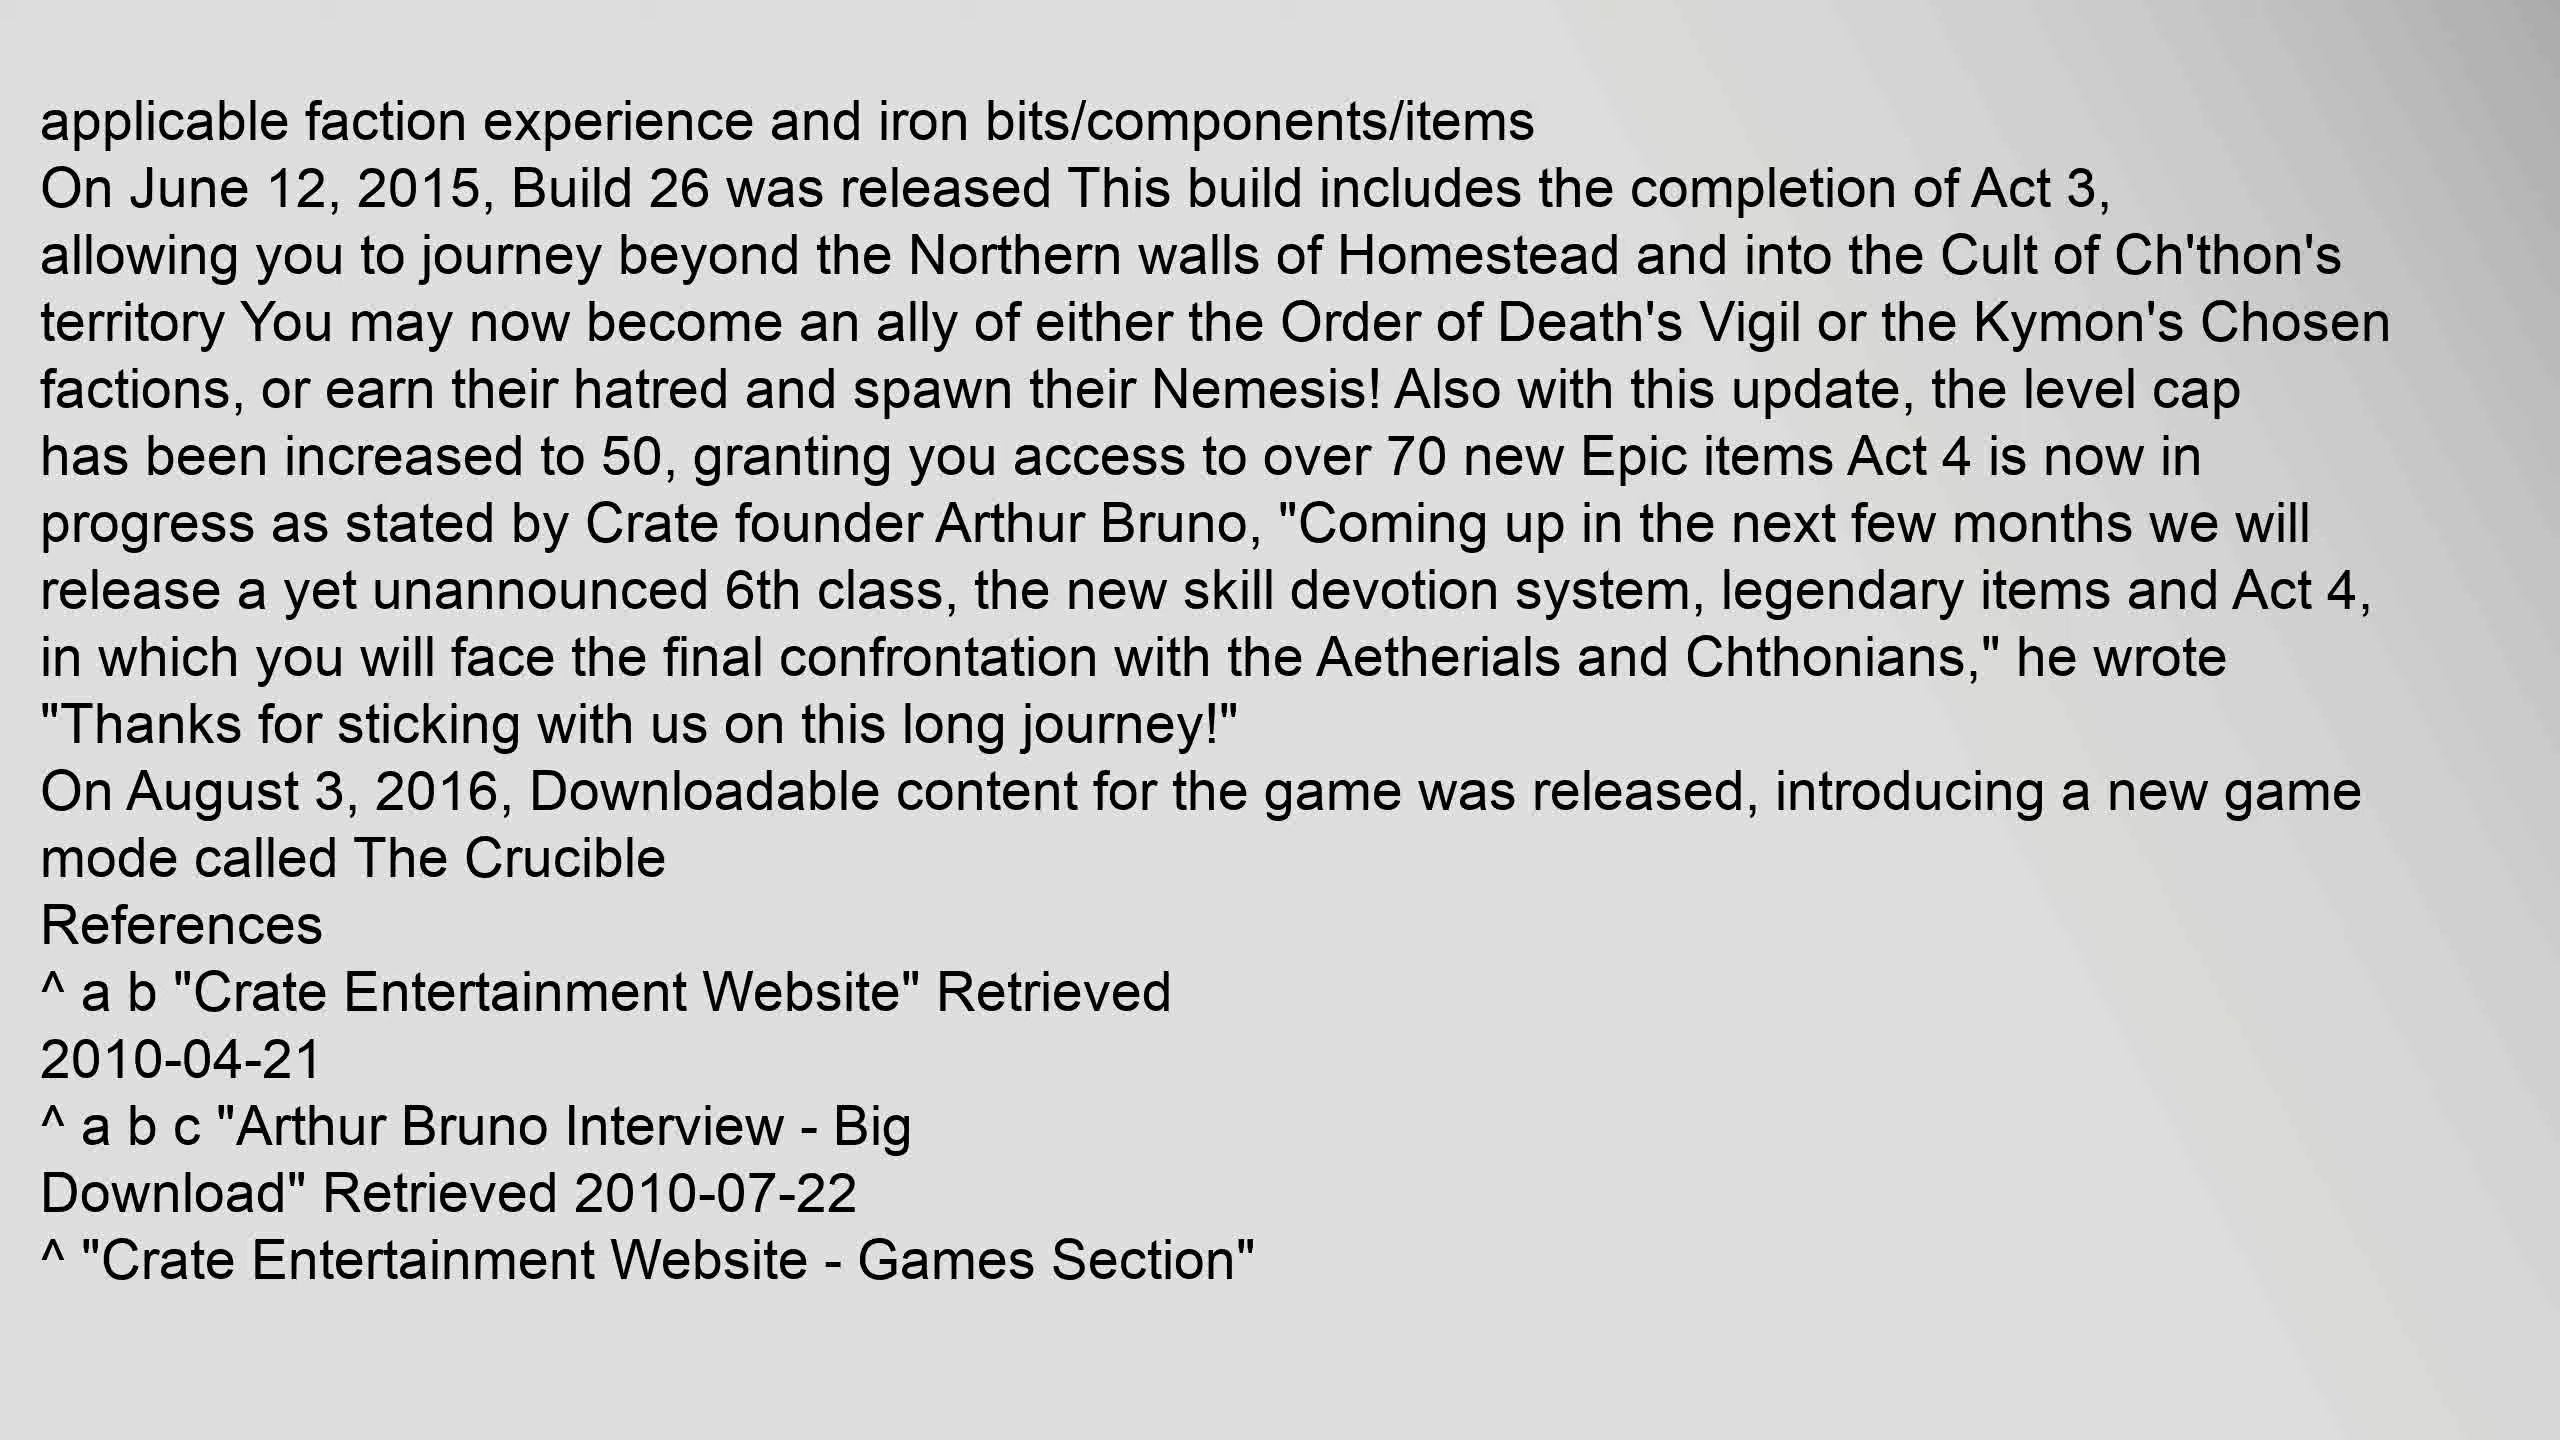 applicable faction experience and iron bits/components/items
On June 12, 2015, Build 26 was released This build includes the completion of Act 3,
allowing you to journey beyond the Northern walls of Homestead and into the Cult of Ch'thon's
territory You may now become an ally of either the Order of Death's Vigil or the Kymon's Chosen
factions, or earn their hatred and spawn their Nemesis! Also with this update, the level cap
has been increased to 50, granting you access to over 70 new Epic items Act 4 is now in
progress as stated by Crate founder Arthur Bruno, "Coming up in the next few months we will
release a yet unannounced 6th class, the new skill devotion system, legendary items and Act 4,
in which you will face the final confrontation with the Aetherials and Chthonians," he wrote
"Thanks for sticking with us on this long journey!"
On August 3, 2016, Downloadable content for the game was released, introducing a new game
mode called The Crucible
References
^ a b "Crate Entertainment Website" Retrieved
2010-04-21
^ a b c "Arthur Bruno Interview - Big
Download" Retrieved 2010-07-22
^ "Crate Entertainment Website - Games Section"